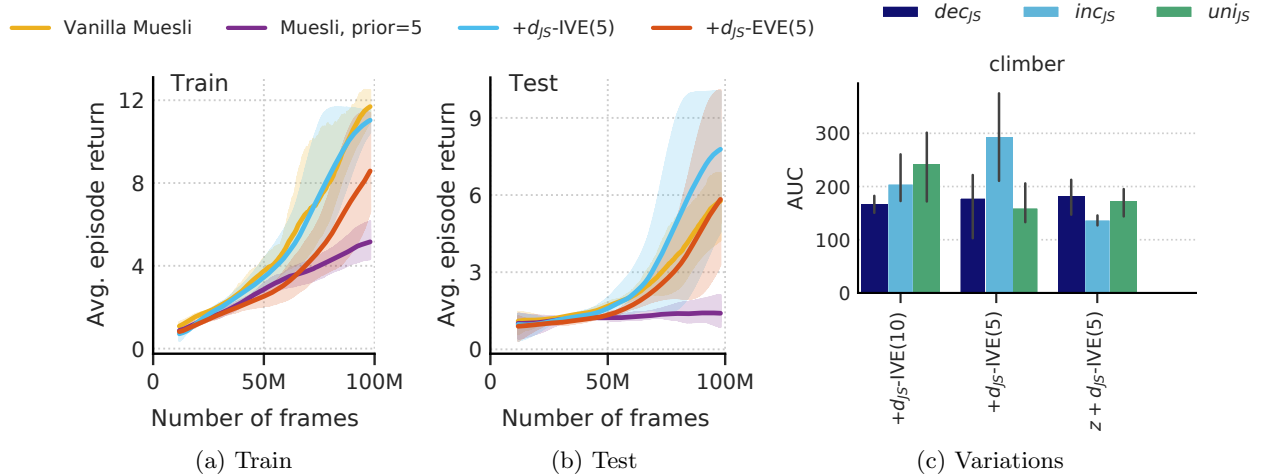 Vanilla Muesli Muesli, prior=5 +d_JS-IVE(5) +d_JS-EVE(5)
dec_JS inc_JS uni_JS
Train
Avg. episode return
12
8
4
0
0 50M 100M
Number of frames
(a) Train
Test
Avg. episode return
9
6
3
0
0 50M 100M
Number of frames
(b) Test
climber
AUC
300
200
100
0
+d_JS-IVE(10)
+d_JS-IVE(5)
z + d_JS-IVE(5)
(c) Variations